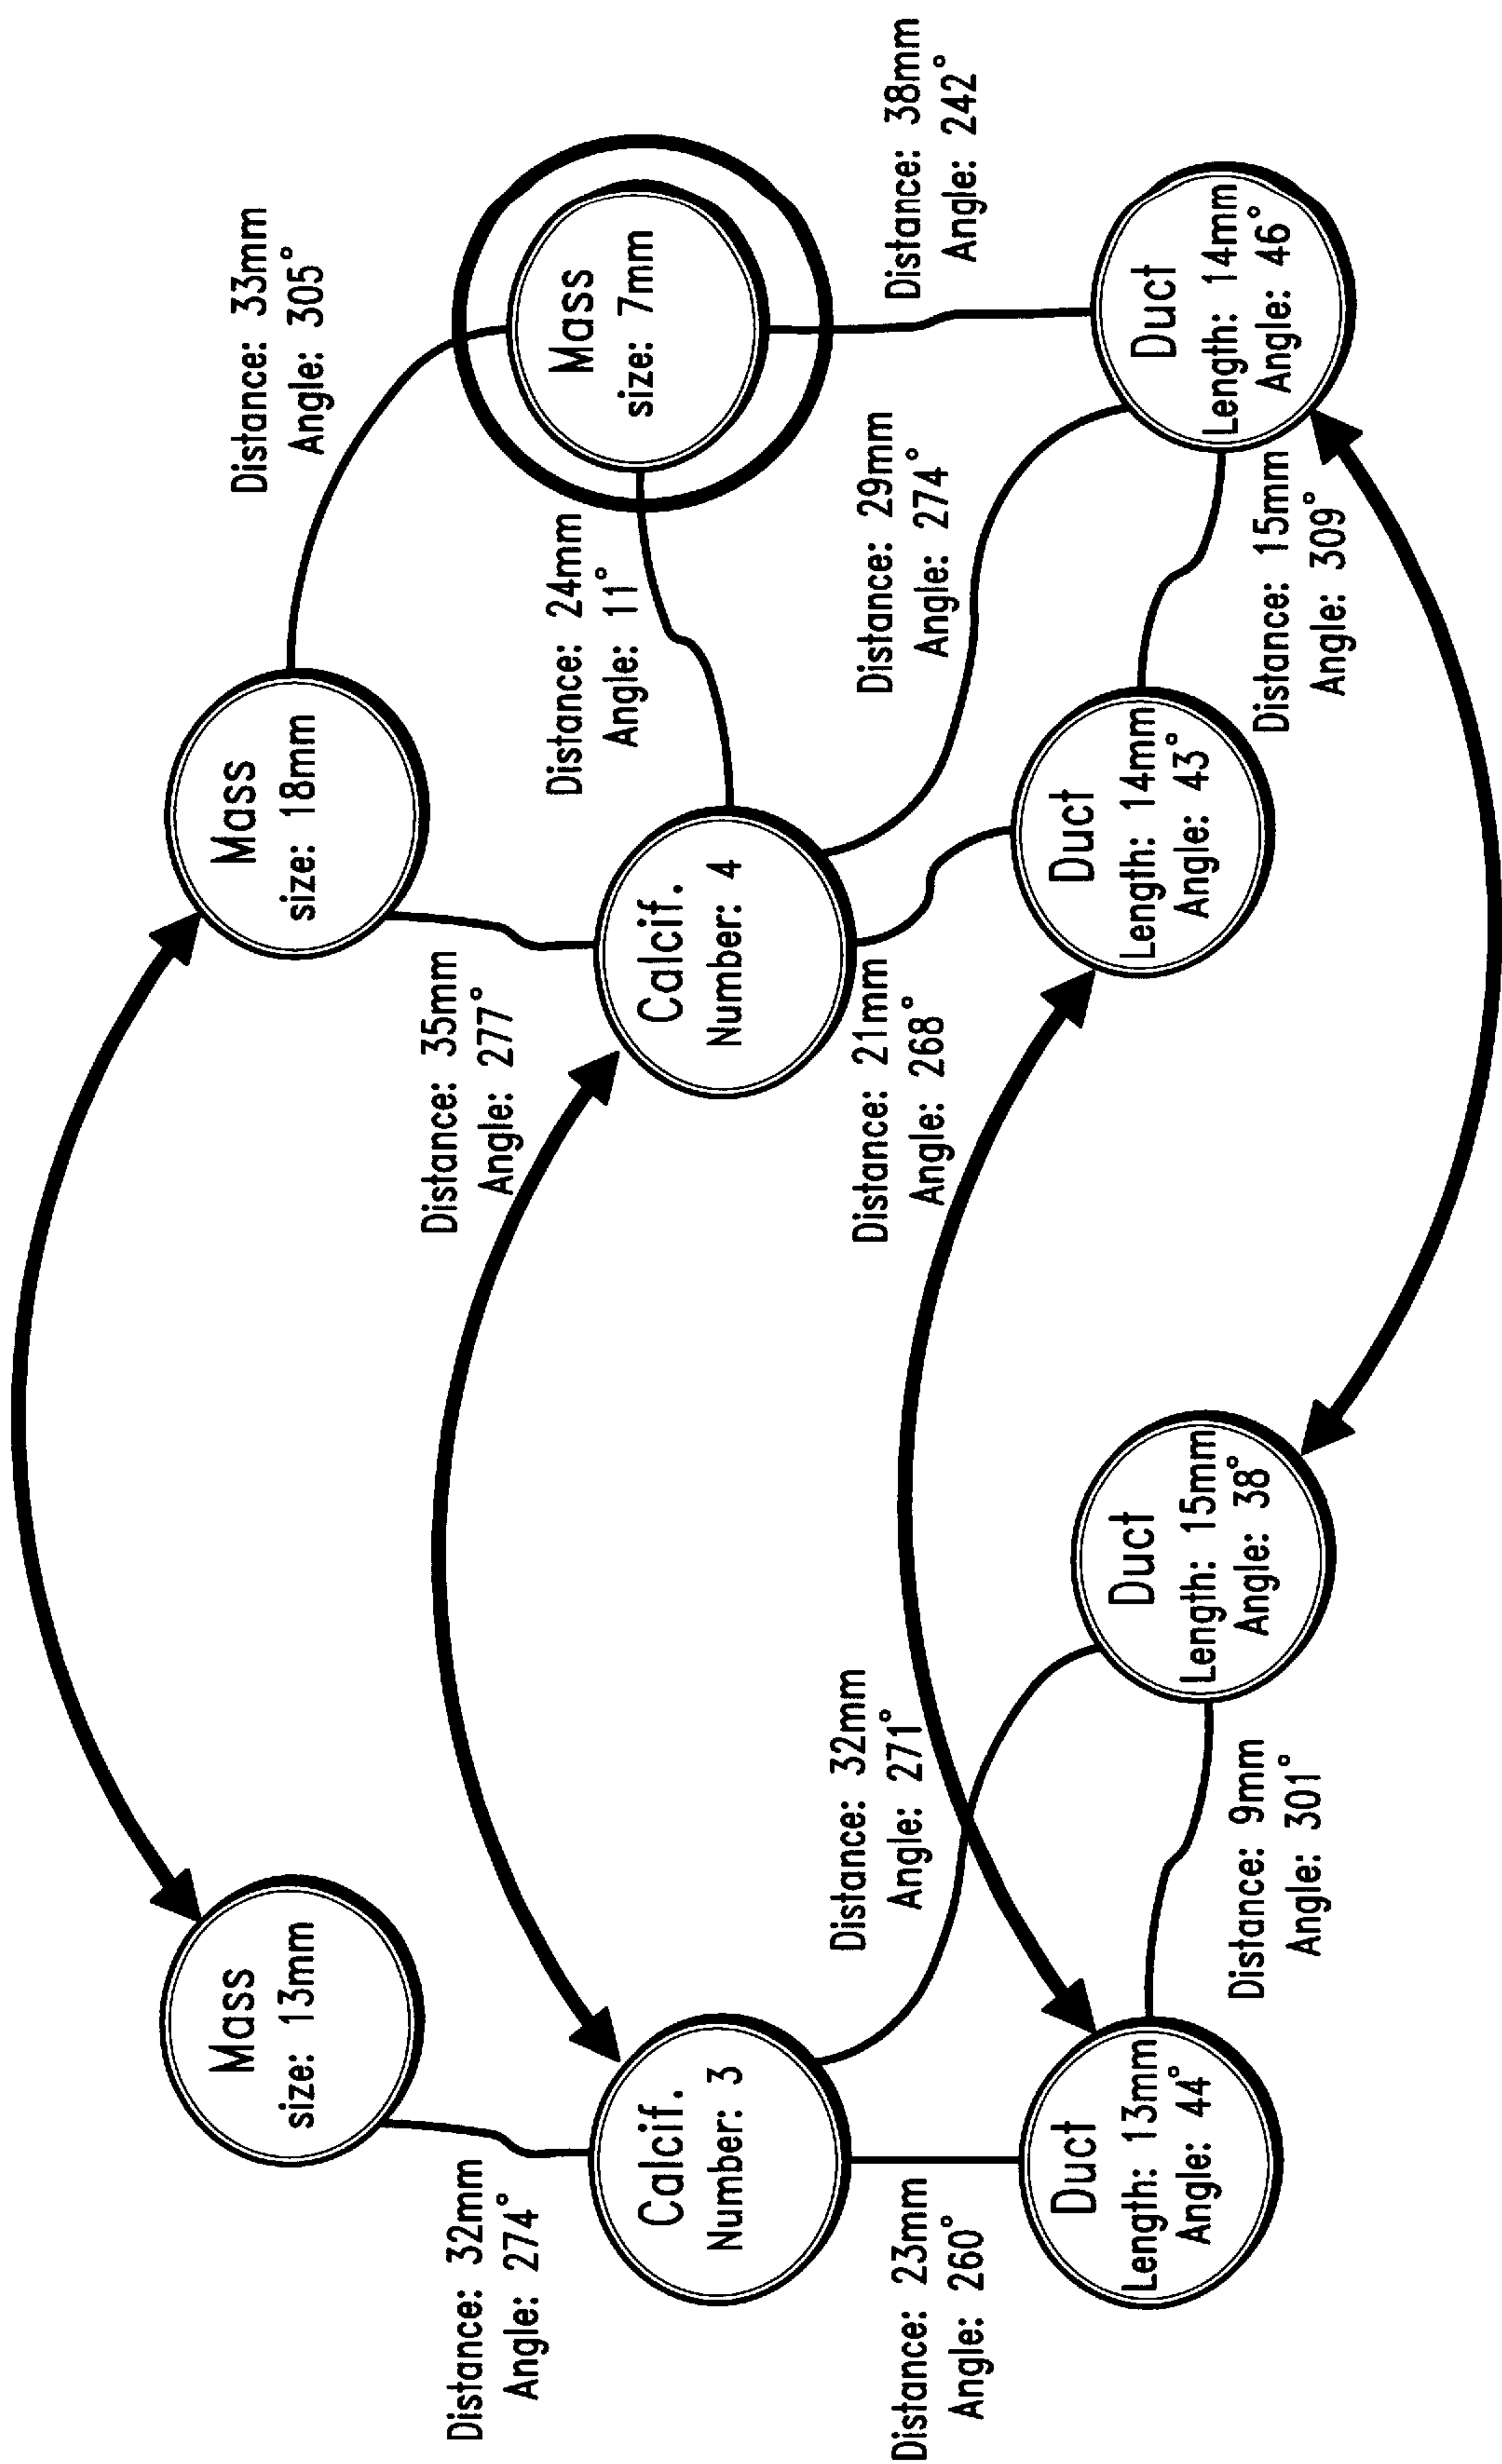 Mass
size: 13mm
Distance: 32mm
Angle: 274°
Calcif.
Number: 3
Distance: 32mm
Angle: 271°
Distance: 23mm
Angle: 260°
Duct
Length: 13mm
Angle: 44°
Duct
Length: 15mm
Angle: 38°
Distance: 9mm
Angle: 301°
Mass
size: 18mm
Distance: 33mm
Angle: 305°
Distance: 35mm
Angle: 277°
Distance: 24mm
Angle: 11°
Mass
size: 7mm
Calcif.
Number: 4
Distance: 21mm
Angle: 268°
Distance: 29mm
Angle: 274°
Distance: 38mm
Angle: 242°
Duct
Length: 14mm
Angle: 43°
Duct
Length: 14mm
Angle: 46°
Distance: 15mm
Angle: 309°